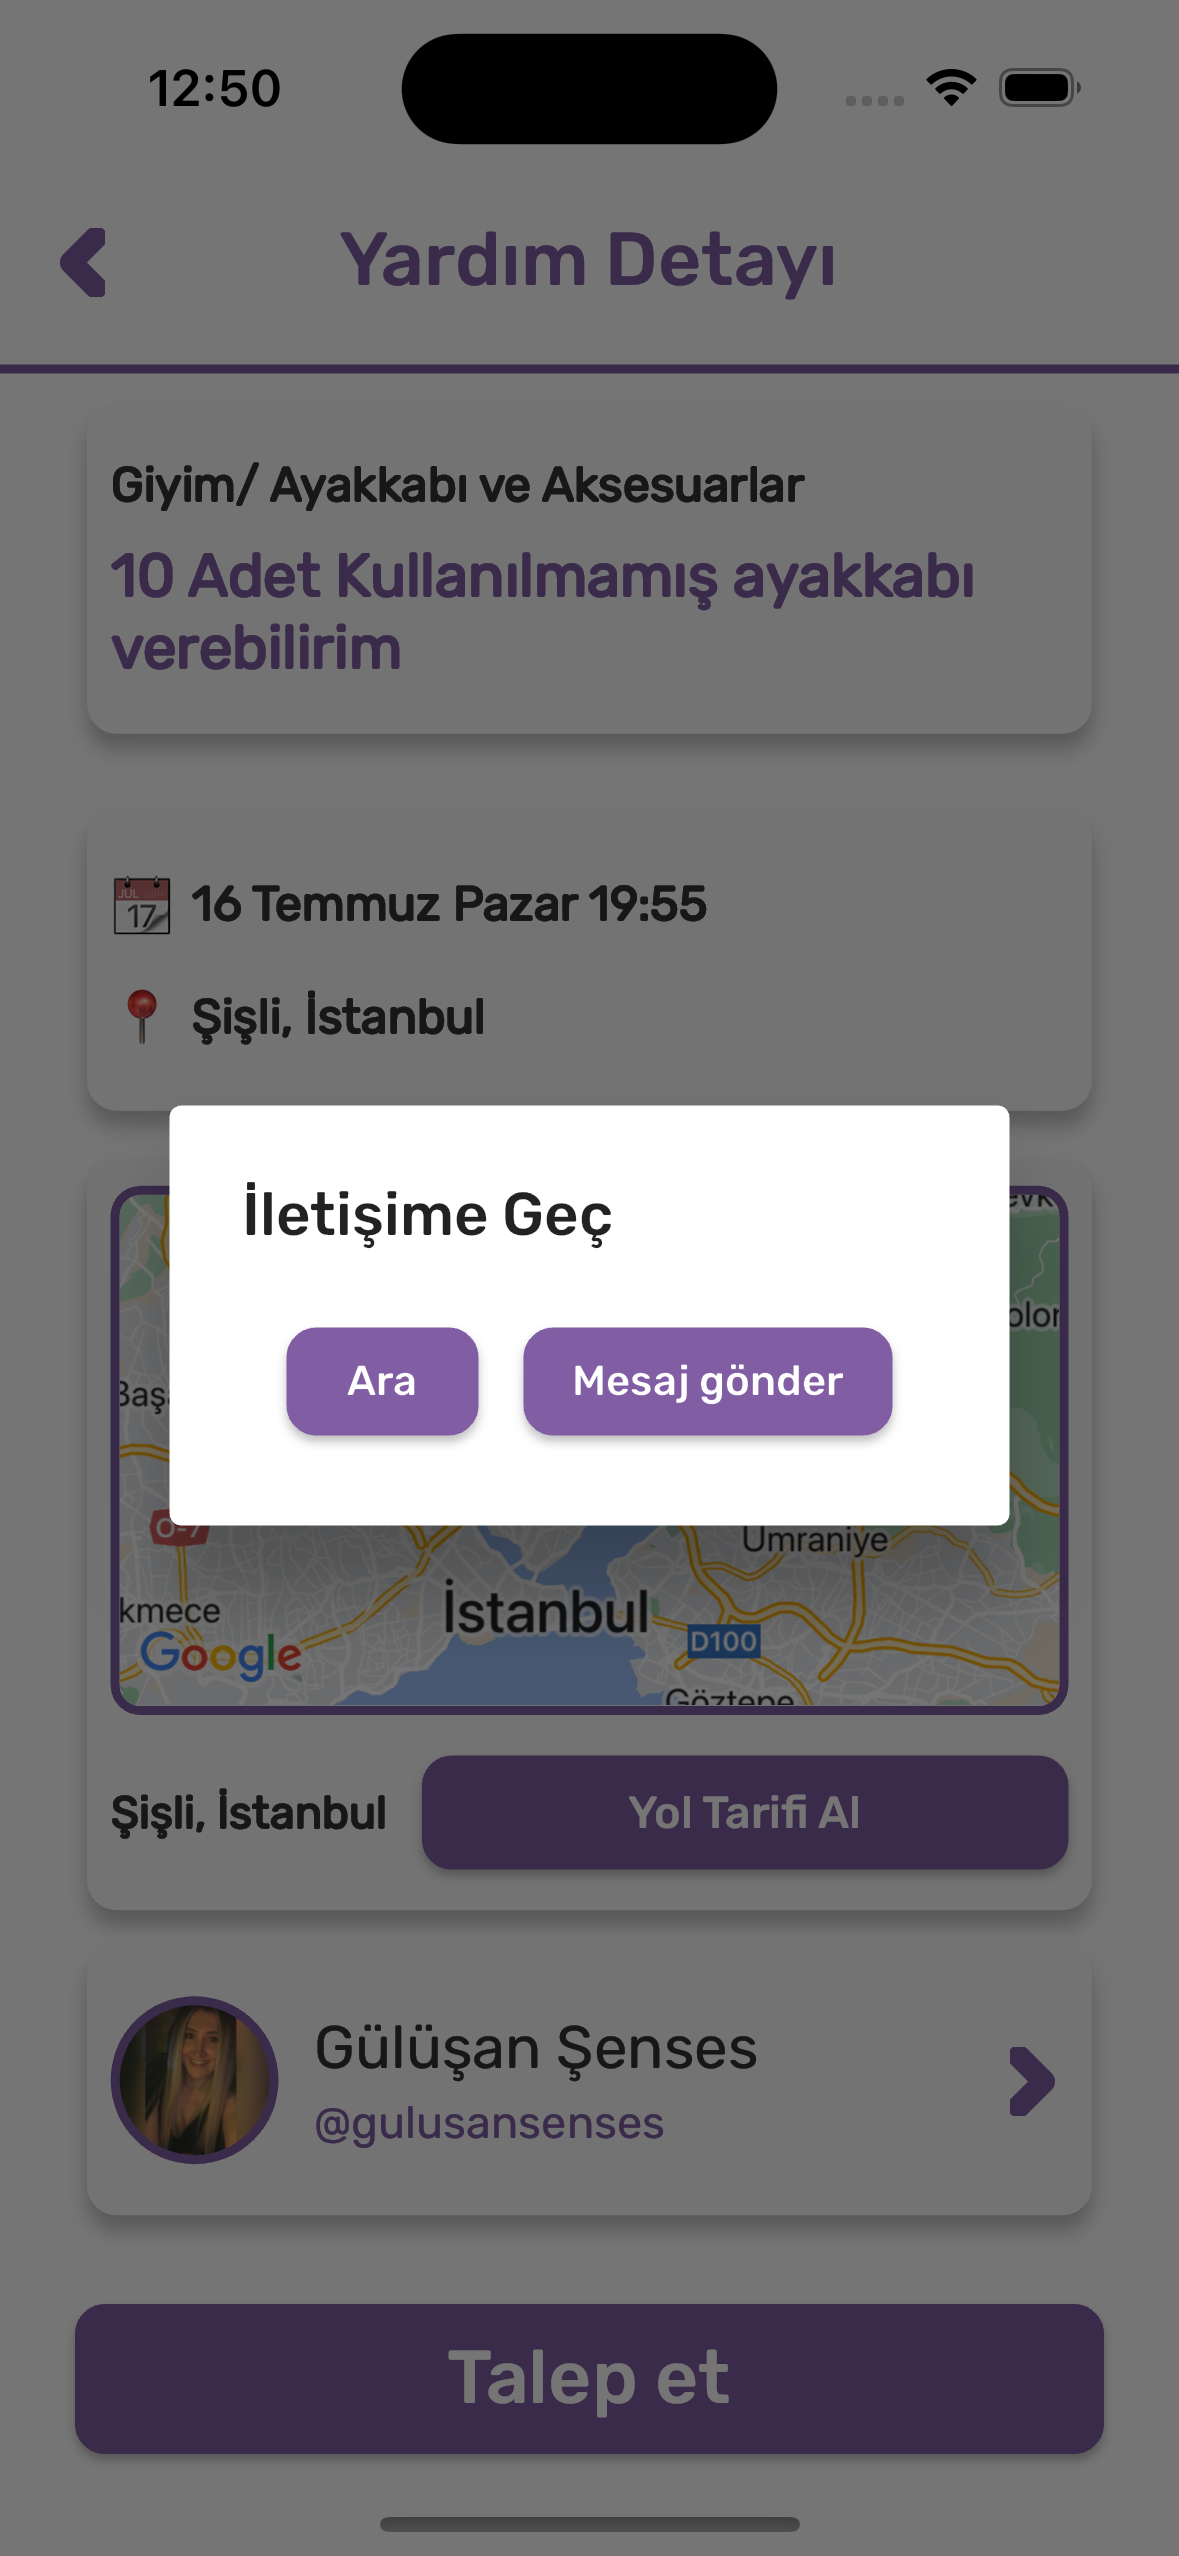 12:50
Yardım Detayı
Giyim/ Ayakkabı ve Aksesuarlar
10 Adet Kullanılmamış ayakkabı
verebilirim
JUL
17
16 Temmuz Pazar 19:55
Şişli, İstanbul
İletişime Geç
Ara
Mesaj gönder
O-7
Ümraniye
kmece
İstanbul
D100
Google
Göztepe
Şişli, İstanbul
Yol Tarifi Al
Gülüşan Şenses
@gulusansenses
Talep et